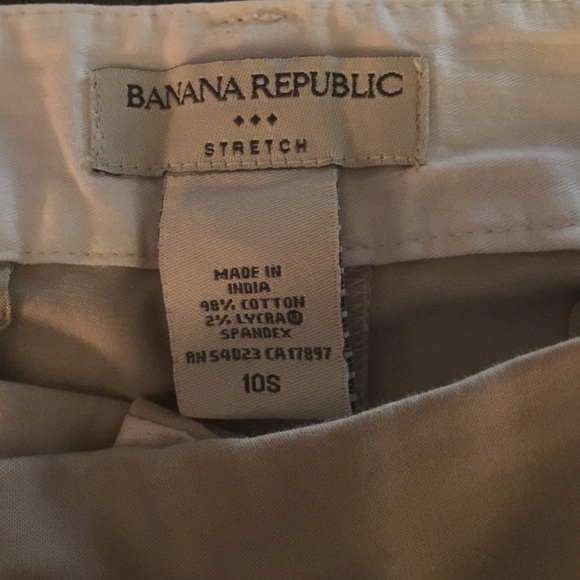 BANANA REPUBLIC
STRETCH
MADE IN
INDIA
98% COTTON
2% LYCRA®
SPANDEX
RN 54023 CA17897
10S